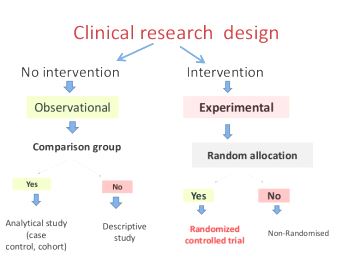 Clinical research design
No intervention
Intervention
Observational
Experimental
Comparison group
Random allocation
Yes
No
Yes
No
Analytical study
(case
control, cohort)
Descriptive
study
Randomized
controlled trial
Non-Randomised